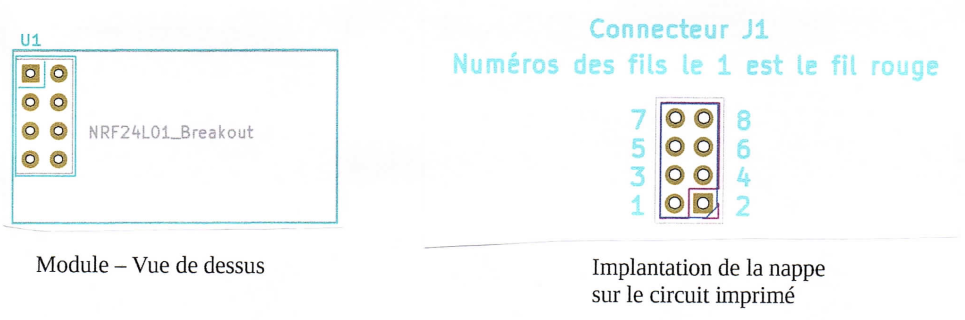 U1
NRF24L01_Breakout
Module – Vue de dessus
Connecteur J1
Numéros des fils le 1 est le fil rouge
7 8
5 6
3 4
1 2
Implantation de la nappe
sur le circuit imprimé